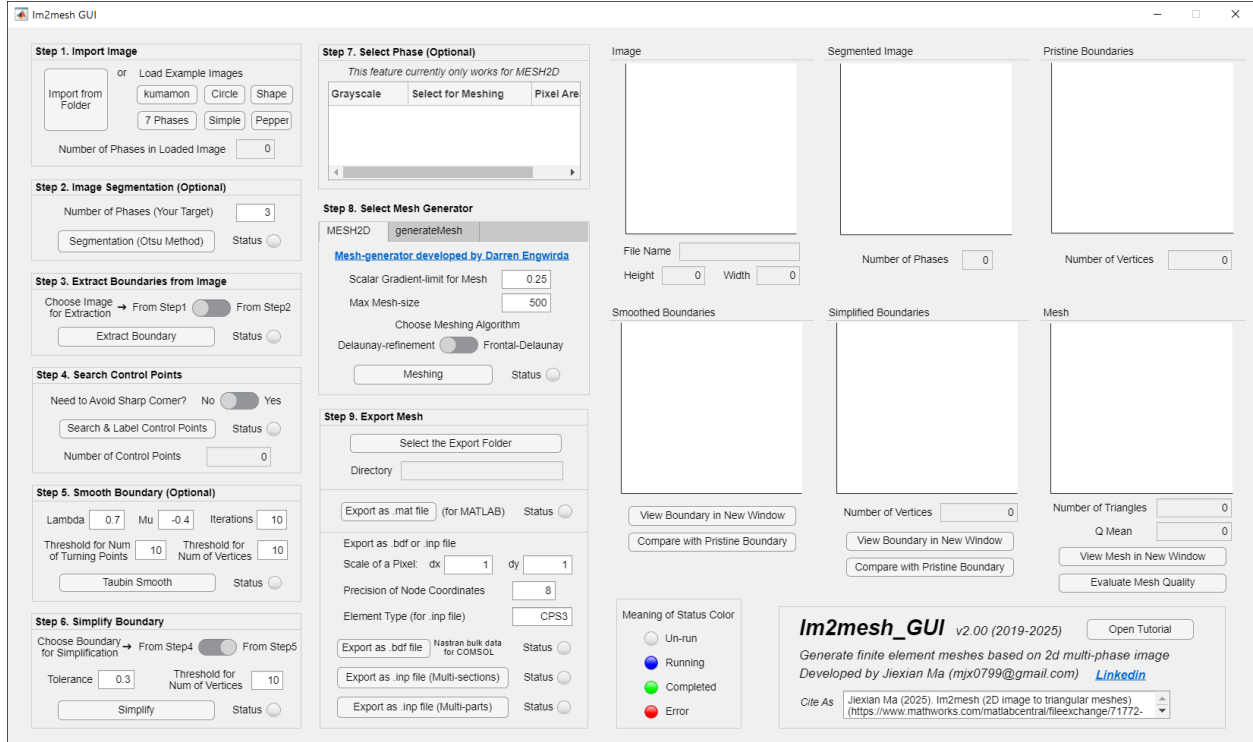 Im2mesh GUI
Step 1. Import Image
Import from
Folder
or Load Example Images
kumamon Circle Shape
7 Phases Simple Pepper
Number of Phases in Loaded Image 0
Step 2. Image Segmentation (Optional)
Number of Phases (Your Target) 3
Segmentation (Otsu Method) Status
Step 3. Extract Boundaries from Image
Choose Image
for Extraction → From Step1 From Step2
Extract Boundary Status
Step 4. Search Control Points
Need to Avoid Sharp Corner? No Yes
Search & Label Control Points Status
Number of Control Points 0
Step 5. Smooth Boundary (Optional)
Lambda 0.7 Mu -0.4 Iterations 10
Threshold for Num
of Turning Points 10
Threshold for
Num of Vertices 10
Taubin Smooth Status
Step 6. Simplify Boundary
Choose Boundary
for Simplification → From Step4 From Step5
Tolerance 0.3
Threshold for
Num of Vertices 10
Simplify Status
Step 7. Select Phase (Optional)
This feature currently only works for MESH2D
Grayscale Select for Meshing Pixel Are
Step 8. Select Mesh Generator
MESH2D generateMesh
Mesh-generator developed by Darren Engwirda
Scalar Gradient-limit for Mesh 0.25
Max Mesh-size 500
Choose Meshing Algorithm
Delaunay-refinement Frontal-Delaunay
Meshing Status
Step 9. Export Mesh
Select the Export Folder
Directory
Export as .mat file (for MATLAB) Status
Export as .bdf or .inp file
Scale of a Pixel: dx 1 dy 1
Precision of Node Coordinates 8
Element Type (for .inp file) CPS3
Export as .bdf file
Nastran bulk data
for COMSOL
Status
Export as .inp file (Multi-sections) Status
Export as .inp file (Multi-parts) Status
Image
File Name
Height 0 Width 0
Segmented Image
Number of Phases 0
Pristine Boundaries
Number of Vertices 0
Smoothed Boundaries
View Boundary in New Window
Compare with Pristine Boundary
Simplified Boundaries
Number of Vertices 0
View Boundary in New Window
Compare with Pristine Boundary
Mesh
Number of Triangles 0
Q Mean 0
View Mesh in New Window
Evaluate Mesh Quality
Meaning of Status Color
Un-run
Running
Completed
Error
Im2mesh_GUI v2.00 (2019-2025) Open Tutorial
Generate finite element meshes based on 2d multi-phase image
Developed by Jiexian Ma (mjx0799@gmail.com) Linkedin
Cite As
Jiexian Ma (2025). Im2mesh (2D image to triangular meshes)
(https://www.mathworks.com/matlabcentral/fileexchange/71772-